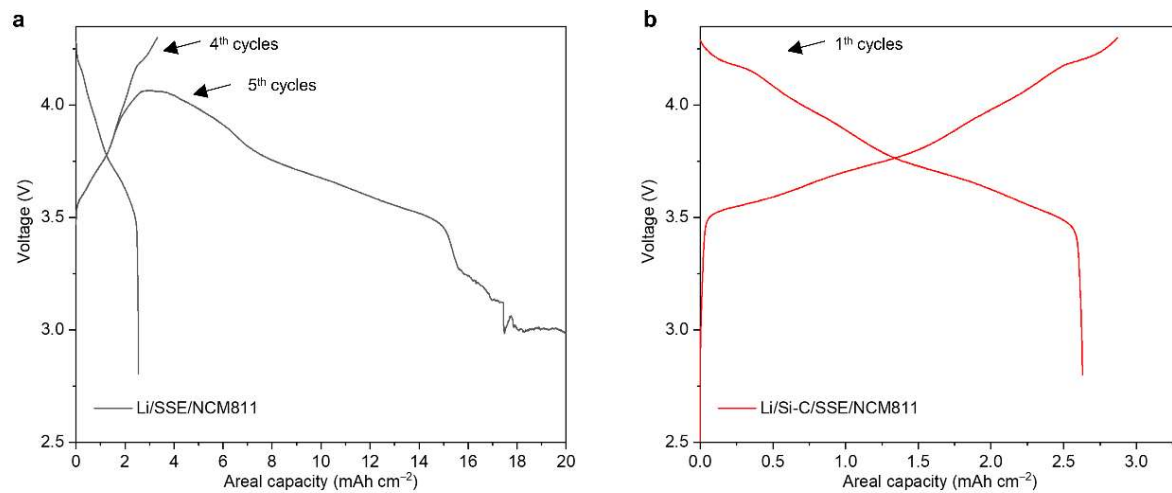 a
4th cycles
5th cycles
4.0
3.5
3.0
2.5
Voltage (V)
Li/SSE/NCM811
0 2 4 6 8 10 12 14 16 18 20
Areal capacity (mAh cm−2)
b
1th cycles
4.0
3.5
3.0
2.5
Voltage (V)
Li/Si-C/SSE/NCM811
0.0 0.5 1.0 1.5 2.0 2.5 3.0
Areal capacity (mAh cm−2)